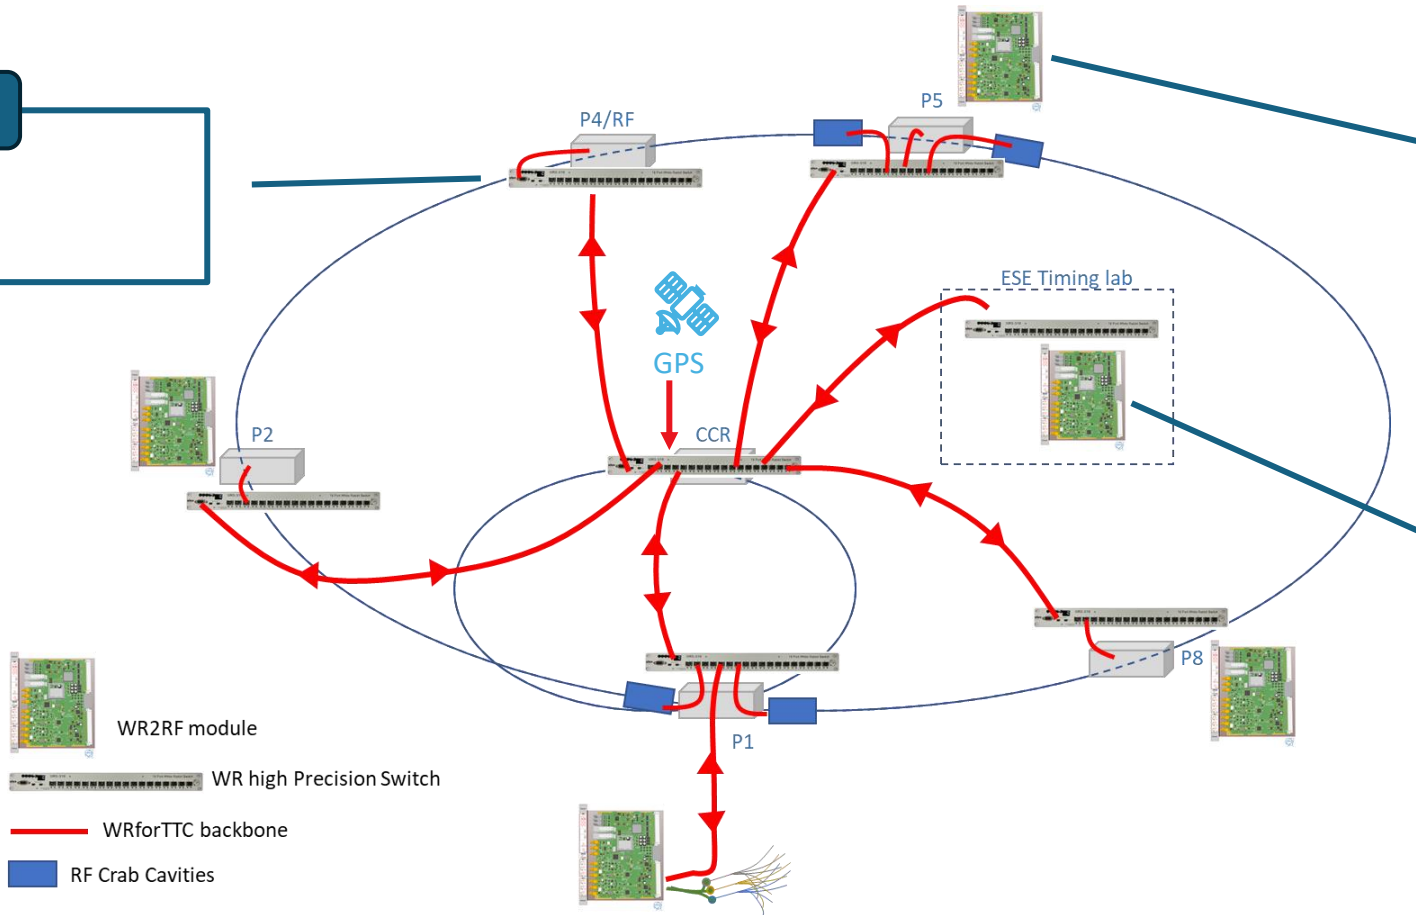 P5
P4/RF
ESE Timing lab
GPS
CCR
P2
P8
P1
WR2RF module
WR high Precision Switch
WRforTTC backbone
RF Crab Cavities